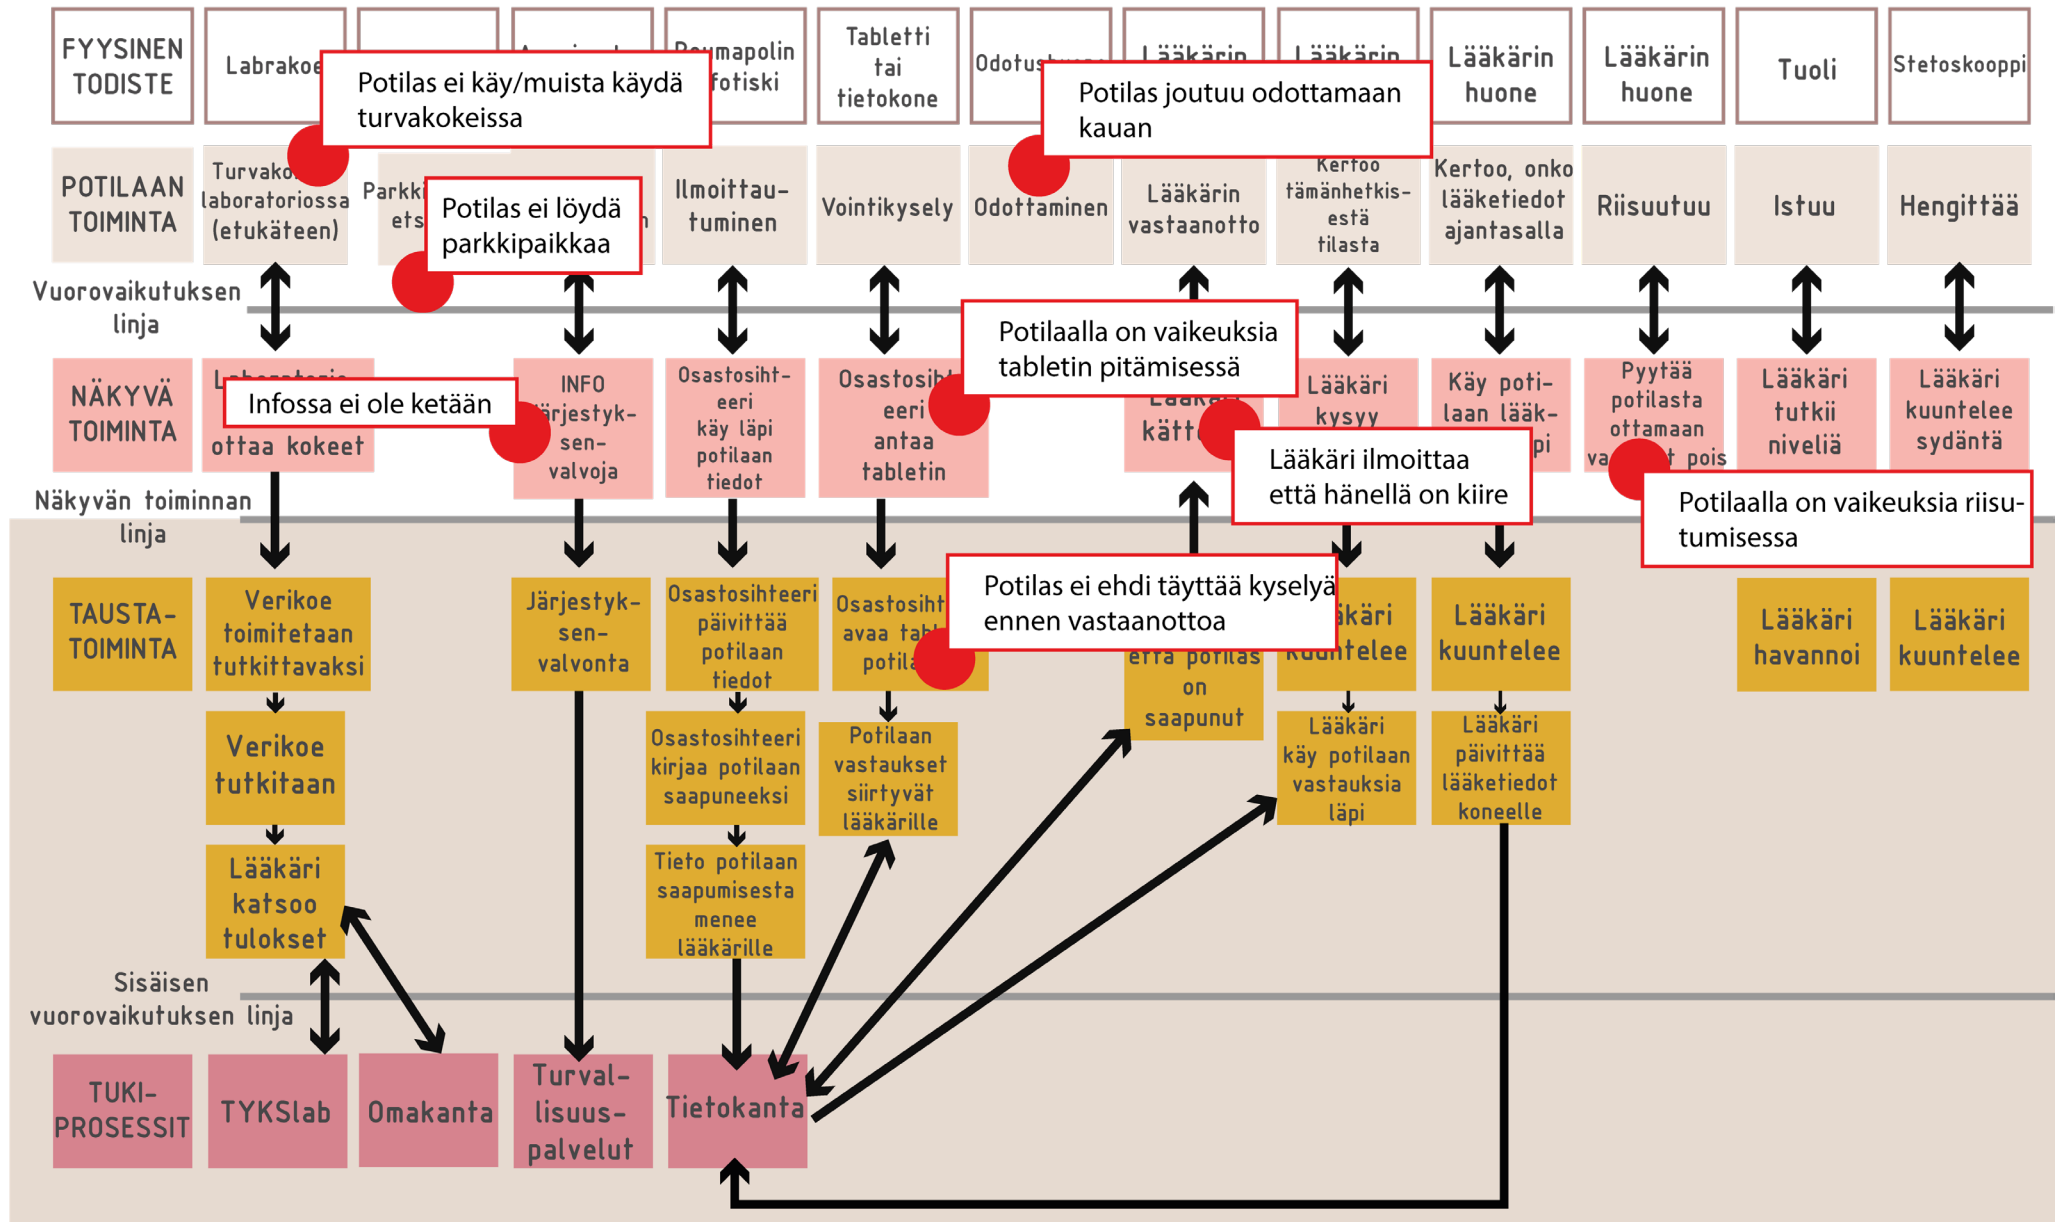 FYYSINEN
TODISTE
Potilas ei käy/muista käydä
turvakokeissa
Tabletti
tai
tietokone
Potilas joutuu odottamaan
kauan
Lääkärin
huone
Lääkärin
huone
Tuoli
Stetoskooppi
POTILAAN
TOIMINTA
laboratoriossa
(etukäteen)
Potilas ei löydä
parkkipaikkaa
Ilmoittau-
tuminen
Vointikysely
Odottaminen
Lääkärin
vastaanotto
Kertoo
tämänhetkis-
estä
tilasta
Kertoo, onko
lääketiedot
ajantasalla
Riisuutuu
Istuu
Hengittää
Vuorovaikutuksen
linja
NÄKYVÄ
TOIMINTA
Infossa ei ole ketään
ottaa kokeet
INFO
sen-
valvoja
Osastosiht-
eeri
käy läpi
potilaan
tiedot
eeri
antaa
tabletin
Potilaalla on vaikeuksia
tabletin pitämisessä
Lääkäri ilmoittaa
että hänellä on kiire
Lääkäri
kysyy
Käy poti-
laan lääk-
Pyytää
potilasta
ottamaan
pois
Potilaalla on vaikeuksia riisu-
tumisessa
Lääkäri
tutkii
niveliä
Lääkäri
kuuntelee
sydäntä
Näkyvän toiminnan
linja
TAUSTA-
TOIMINTA
Verikoe
toimitetaan
tutkittavaksi
Järjestyk-
sen-
valvonta
Osastosihteeri
päivittää
potilaan
tiedot
avaa
Potilas ei ehdi täyttää kyselyä
ennen vastaanottoa
että potilas
on
saapunut
kuuntelee
Lääkäri
kuuntelee
Lääkäri
havannoi
Lääkäri
kuuntelee
Verikoe
tutkitaan
Osastosihteeri
kirjaa potilaan
saapuneeksi
Potilaan
vastaukset
siirtyvät
lääkärille
Lääkäri
käy potilaan
vastauksia
läpi
Lääkäri
päivittää
lääketiedot
koneelle
Lääkäri
katsoo
tulokset
Tieto potilaan
saapumisesta
menee
lääkärille
Sisäisen
vuorovaikutuksen linja
TUKI-
PROSESSIT
TYKSlab
Omakanta
Turval-
lisuus-
palvelut
Tietokanta